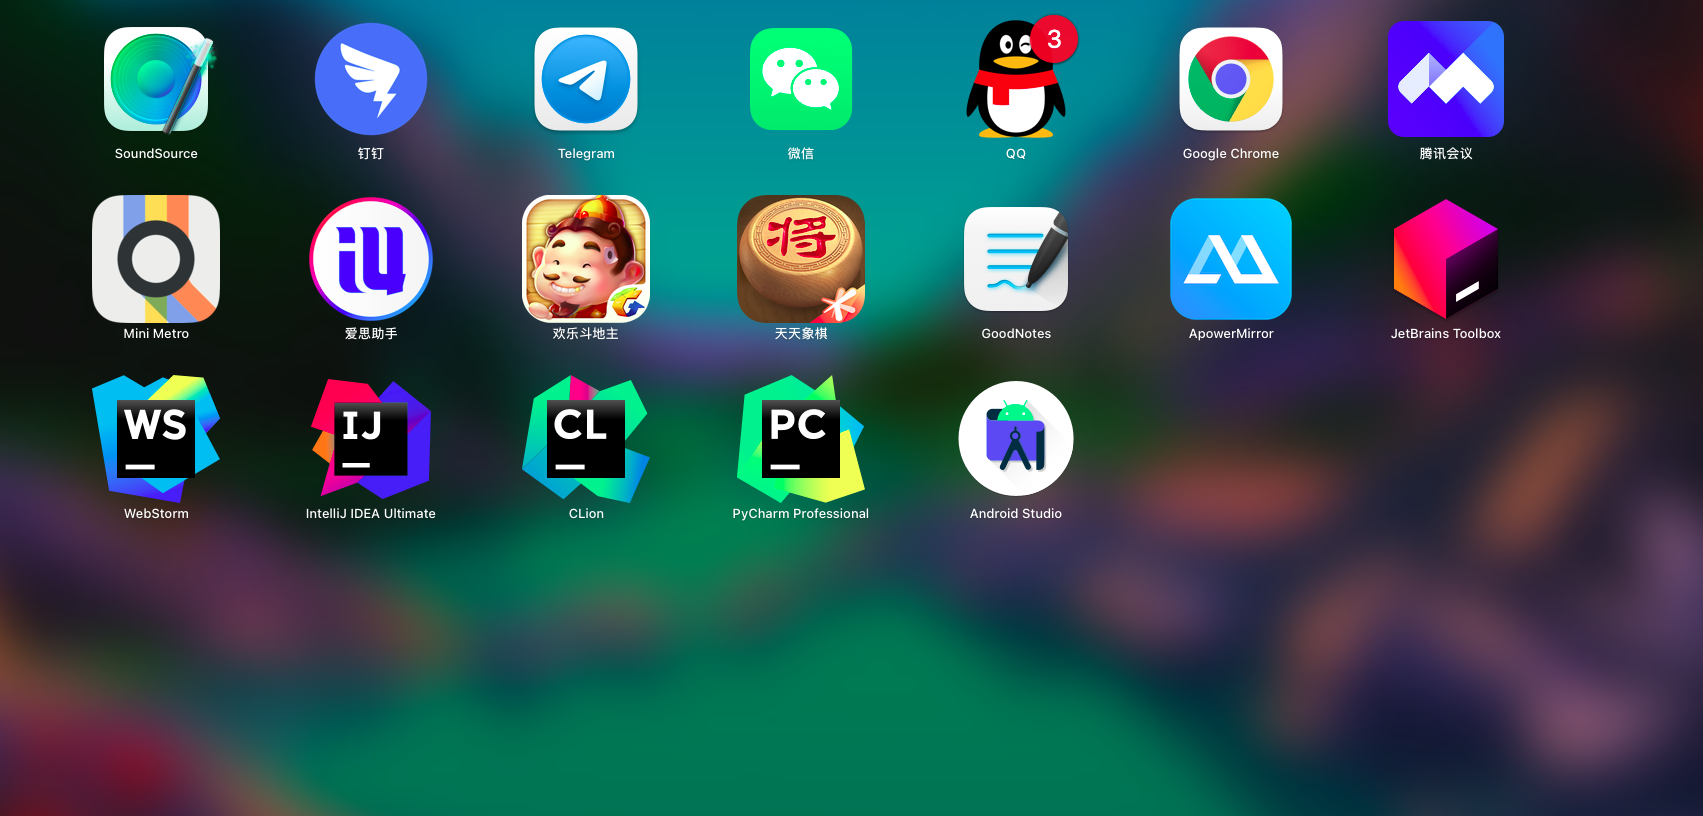 3
SoundSource
钉钉
Telegram
微信
QQ
Google Chrome
腾讯会议
将
Mini Metro
爱思助手
欢乐斗地主
天天象棋
GoodNotes
ApowerMirror
JetBrains Toolbox
WS
IJ
CL
PC
WebStorm
IntelliJ IDEA Ultimate
CLion
PyCharm Professional
Android Studio